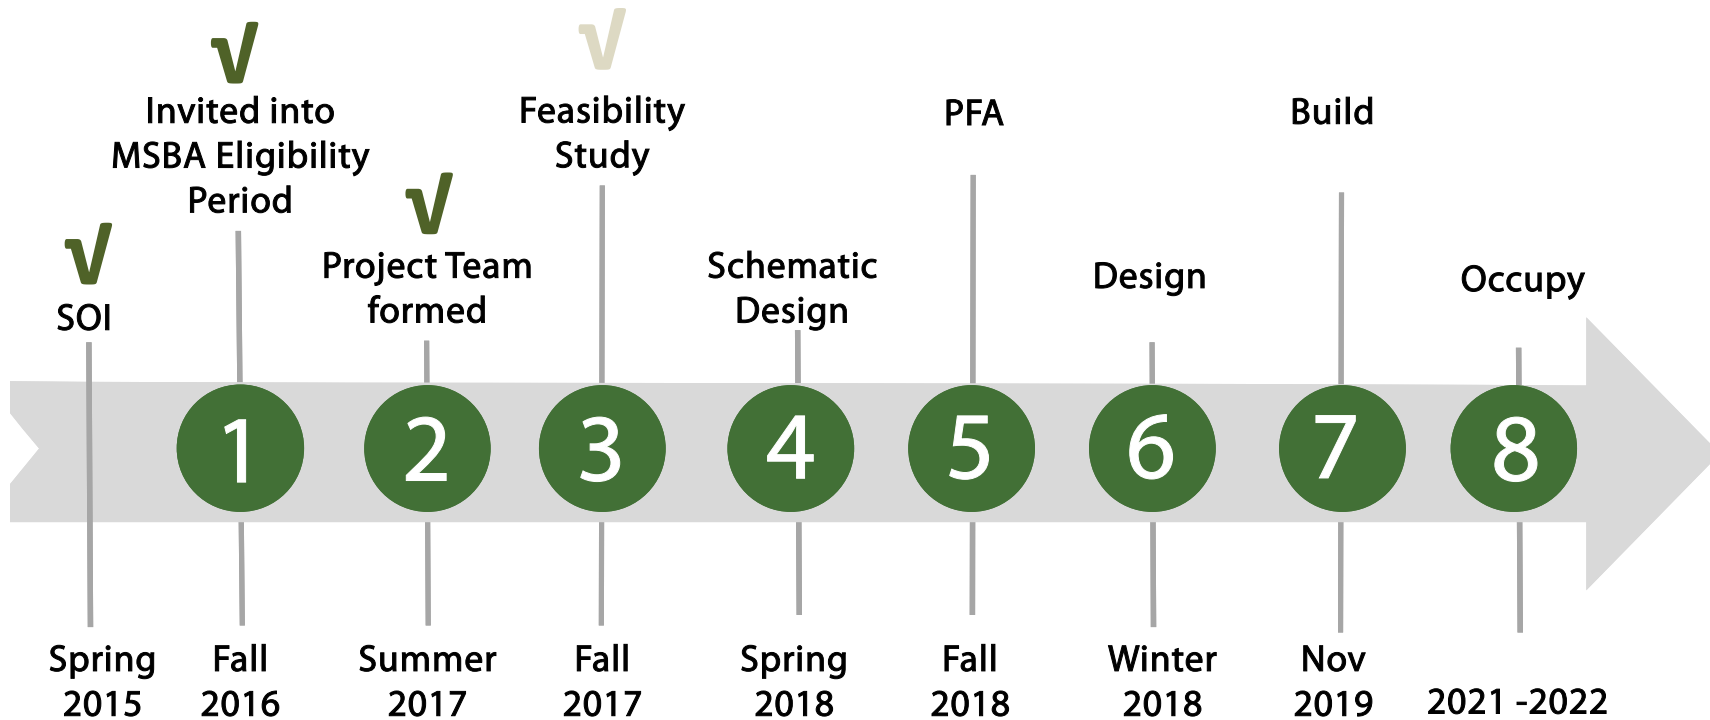 SOI
Spring
2015
Invited into
MSBA Eligibility
Period
1
Fall
2016
Project Team
formed
2
Summer
2017
Feasibility
Study
3
Fall
2017
Schematic
Design
4
Spring
2018
PFA
5
Fall
2018
Design
6
Winter
2018
Build
7
Nov
2019
Occupy
8
2021 -2022